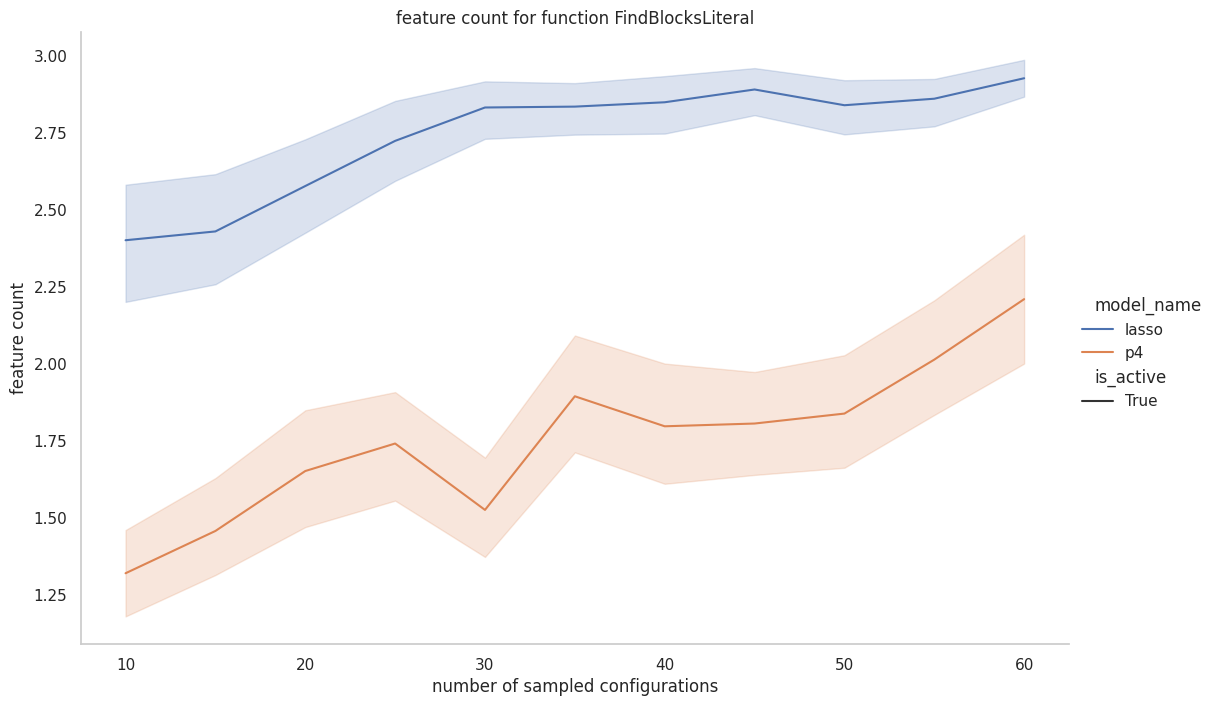 feature count for function FindBlocksLiteral
3.00
2.75
2.50
2.25
2.00
1.75
1.50
1.25
feature count
10 20 30 40 50 60
number of sampled configurations
model_name
lasso
p4
is_active
True